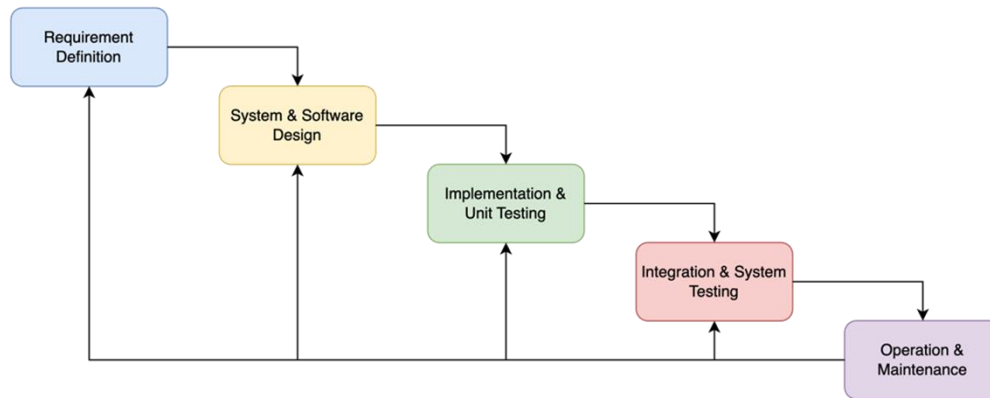 Requirement
Definition
System & Software
Design
Implementation &
Unit Testing
Integration & System
Testing
Operation &
Maintenance